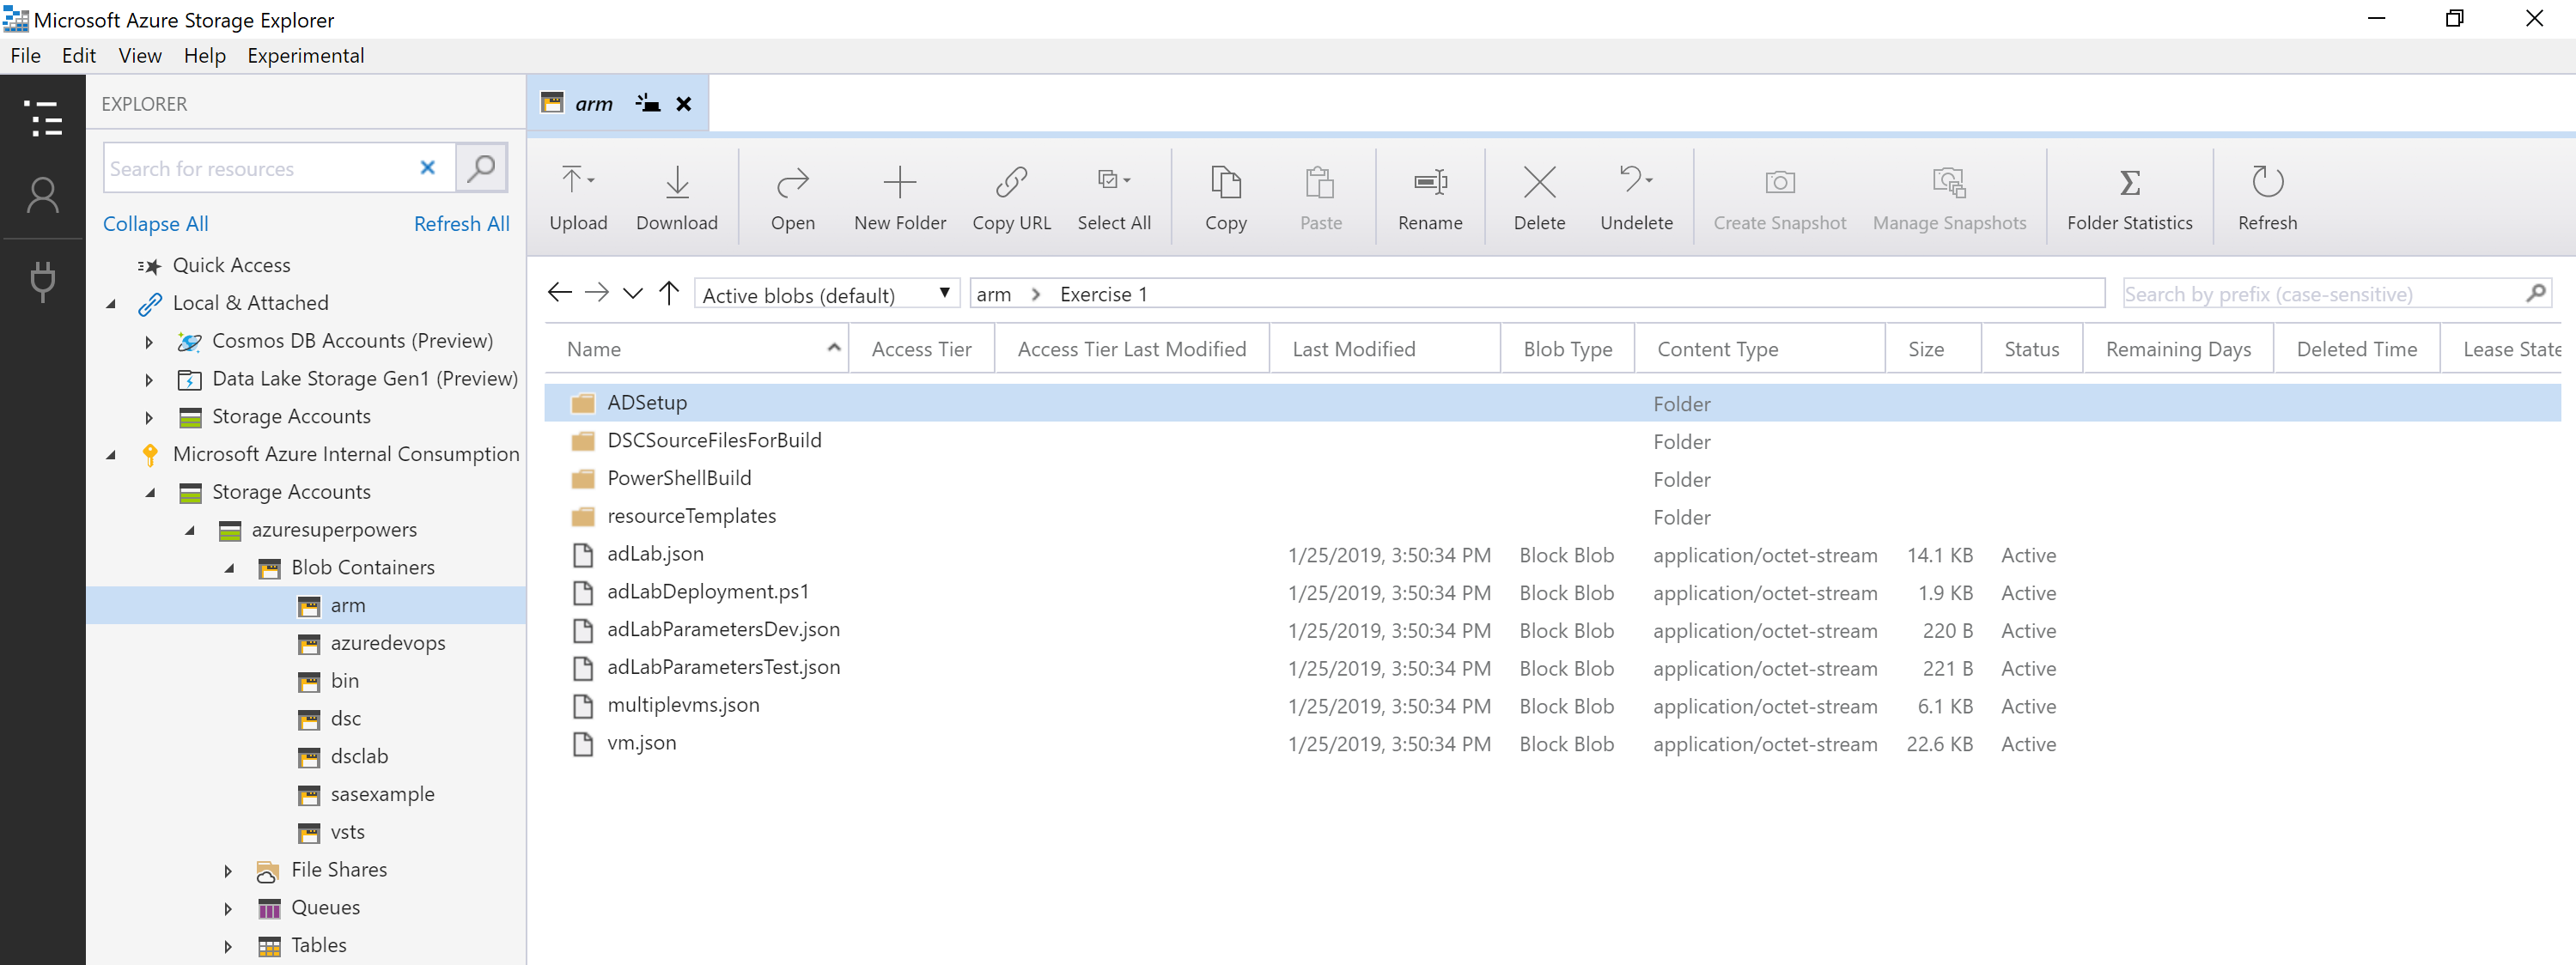 Microsoft Azure Storage Explorer
File Edit View Help Experimental
EXPLORER
Search for resources
Collapse All Refresh All
Quick Access
Local & Attached
Cosmos DB Accounts (Preview)
Data Lake Storage Gen1 (Preview)
Storage Accounts
Microsoft Azure Internal Consumption
Storage Accounts
azuresuperpowers
Blob Containers
arm
azuredevops
bin
dsc
dsclab
sasexample
vsts
File Shares
Queues
Tables
arm
Upload Download Open New Folder Copy URL Select All Copy Paste Rename Delete Undelete Create Snapshot Manage Snapshots Folder Statistics Refresh
Active blobs (default) arm Exercise 1 Search by prefix (case-sensitive)
Name Access Tier Access Tier Last Modified Last Modified Blob Type Content Type Size Status Remaining Days Deleted Time Lease State
ADSetup Folder
DSCSourceFilesForBuild Folder
PowerShellBuild Folder
resourceTemplates Folder
adLab.json 1/25/2019, 3:50:34 PM Block Blob application/octet-stream 14.1 KB Active
adLabDeployment.ps1 1/25/2019, 3:50:34 PM Block Blob application/octet-stream 1.9 KB Active
adLabParametersDev.json 1/25/2019, 3:50:34 PM Block Blob application/octet-stream 220 B Active
adLabParametersTest.json 1/25/2019, 3:50:34 PM Block Blob application/octet-stream 221 B Active
multiplevms.json 1/25/2019, 3:50:34 PM Block Blob application/octet-stream 6.1 KB Active
vm.json 1/25/2019, 3:50:34 PM Block Blob application/octet-stream 22.6 KB Active